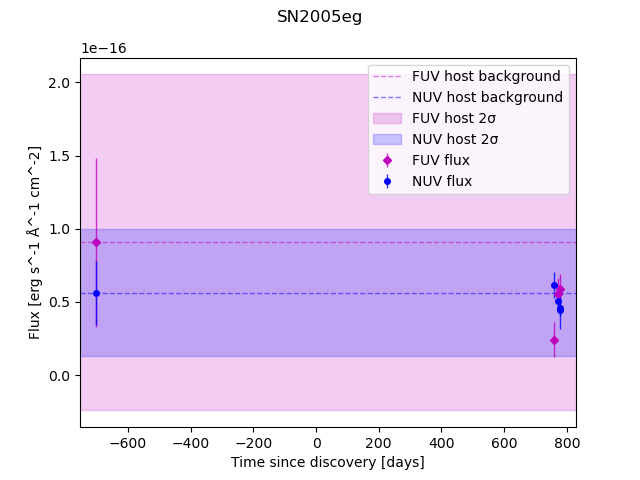 SN2005eg
1e−16
FUV host background
NUV host background
FUV host 2σ
NUV host 2σ
FUV flux
NUV flux
2.0
1.5
1.0
0.5
0.0
Flux [erg s^-1 Å^-1 cm^-2]
−600 −400 −200 0 200 400 600 800
Time since discovery [days]